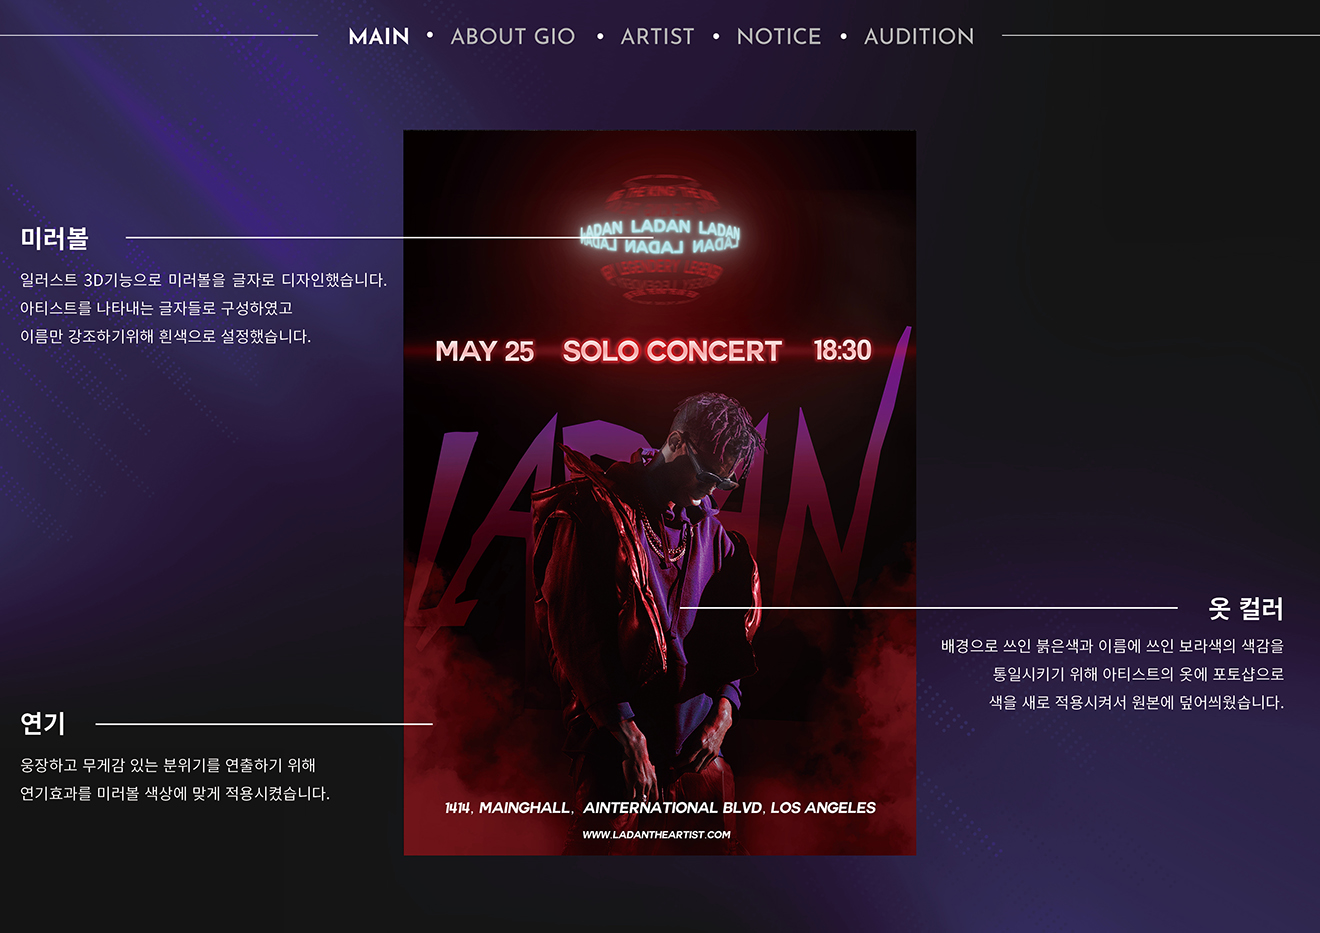 MAIN • ABOUT GIO • ARTIST • NOTICE • AUDITION
LADAN LADAN LADAN
LADAN LADAN LADAN
미러볼
일러스트 3D기능으로 미러볼을 글자로 디자인했습니다.
아티스트를 나타내는 글자들로 구성하였고
이름만 강조하기위해 흰색으로 설정했습니다.
MAY 25 SOLO CONCERT 18:30
LADAN
옷 컬러
배경으로 쓰인 붉은색과 이름에 쓰인 보라색의 색감을
통일시키기 위해 아티스트의 옷에 포토샵으로
색을 새로 적용시켜서 원본에 덮어씌웠습니다.
연기
웅장하고 무게감 있는 분위기를 연출하기 위해
연기효과를 미러볼 색상에 맞게 적용시켰습니다.
1414, MAINGHALL, AINTERNATIONAL BLVD, LOS ANGELES
WWW.LADANTHEARTIST.COM